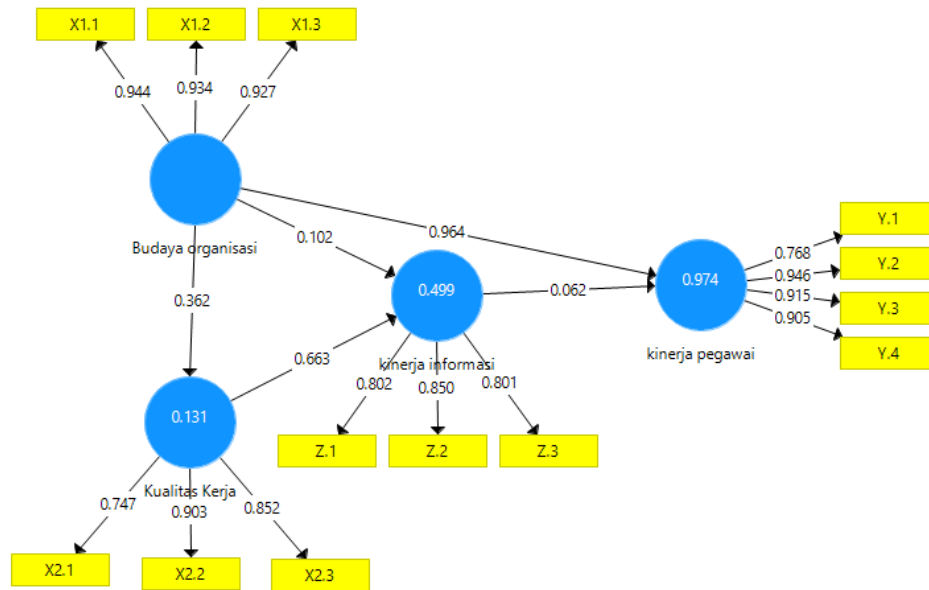 X1.1
X1.2
X1.3
0.944
0.934
0.927
Budaya organisasi
0.964
0.102
0.362
0.499
0.062
0.974
Y.1
0.768
Y.2
0.946
Y.3
0.915
Y.4
0.905
kinerja pegawai
0.663
kinerja informasi
0.802
0.850
0.801
Z.1
Z.2
Z.3
0.131
Kualitas Kerja
0.747
0.903
0.852
X2.1
X2.2
X2.3